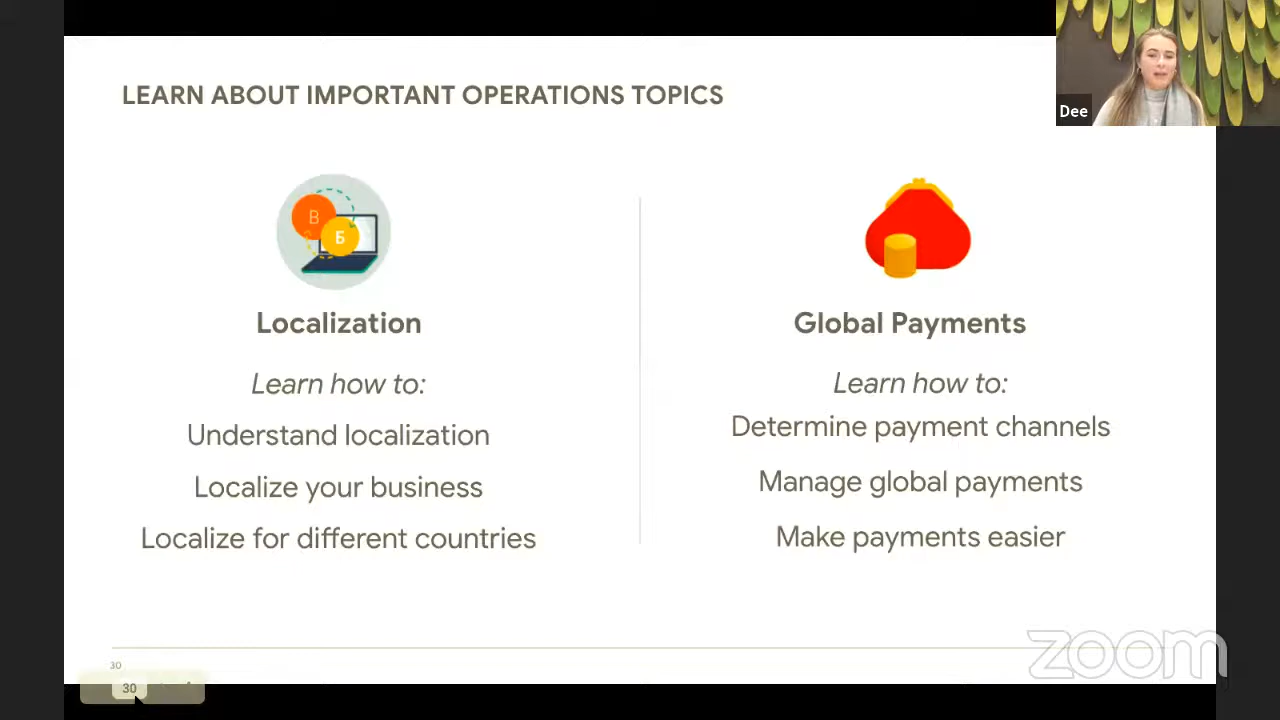 LEARN ABOUT IMPORTANT OPERATIONS TOPICS
Dee
B
Б
Localization
Learn how to:
Understand localization
Localize your business
Localize for different countries
Global Payments
Learn how to:
Determine payment channels
Manage global payments
Make payments easier
30
30
zoom